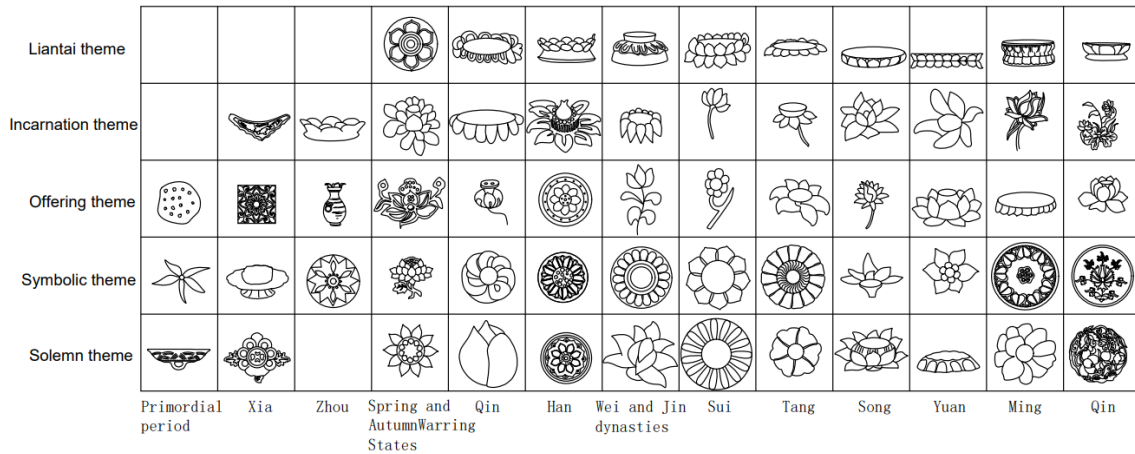 Liantai theme
Incarnation theme
Offering theme
Symbolic theme
Solemn theme
Primordial period
Xia
Zhou
Spring and AutumnWarring States
Qin
Han
Wei and Jin dynasties
Sui
Tang
Song
Yuan
Ming
Qin